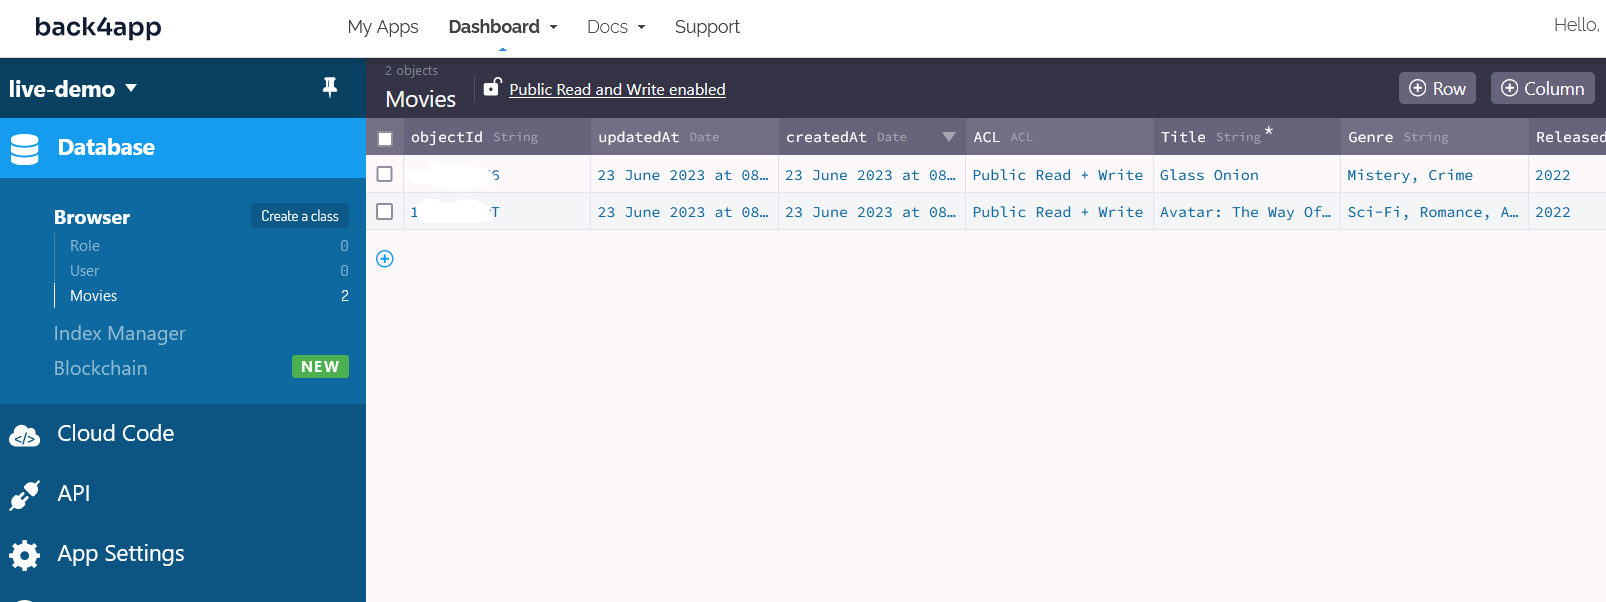 back4app My Apps Dashboard Docs Support Hello,
live-demo
2 objects
Movies Public Read and Write enabled Row Column
Database
objectId String updatedAt Date createdAt Date ACL ACL Title String * Genre String Released
23 June 2023 at 08… 23 June 2023 at 08… Public Read + Write Glass Onion Mistery, Crime 2022
23 June 2023 at 08… 23 June 2023 at 08… Public Read + Write Avatar: The Way Of… Sci-Fi, Romance, A… 2022
Browser Create a class
Role 0
User 0
Movies 2
Index Manager
Blockchain NEW
Cloud Code
API
App Settings